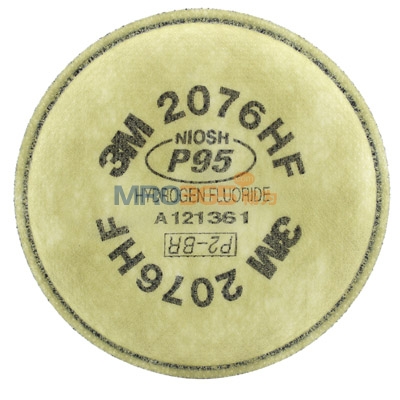 3M 2076HF
NIOSH
P95
HYDROGEN FLUORIDE
A121361
P2-BR
3M 2076HF